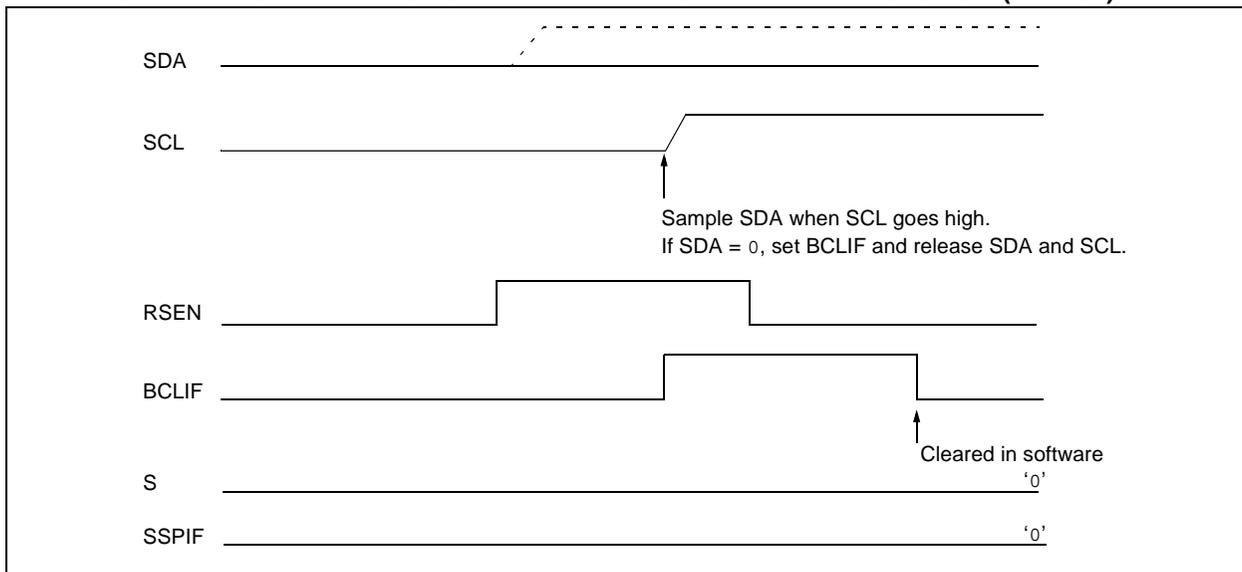 SDA
SCL
Sample SDA when SCL goes high.
If SDA = 0, set BCLIF and release SDA and SCL.
RSEN
BCLIF
Cleared in software
S
‘0’
SSPIF
‘0’